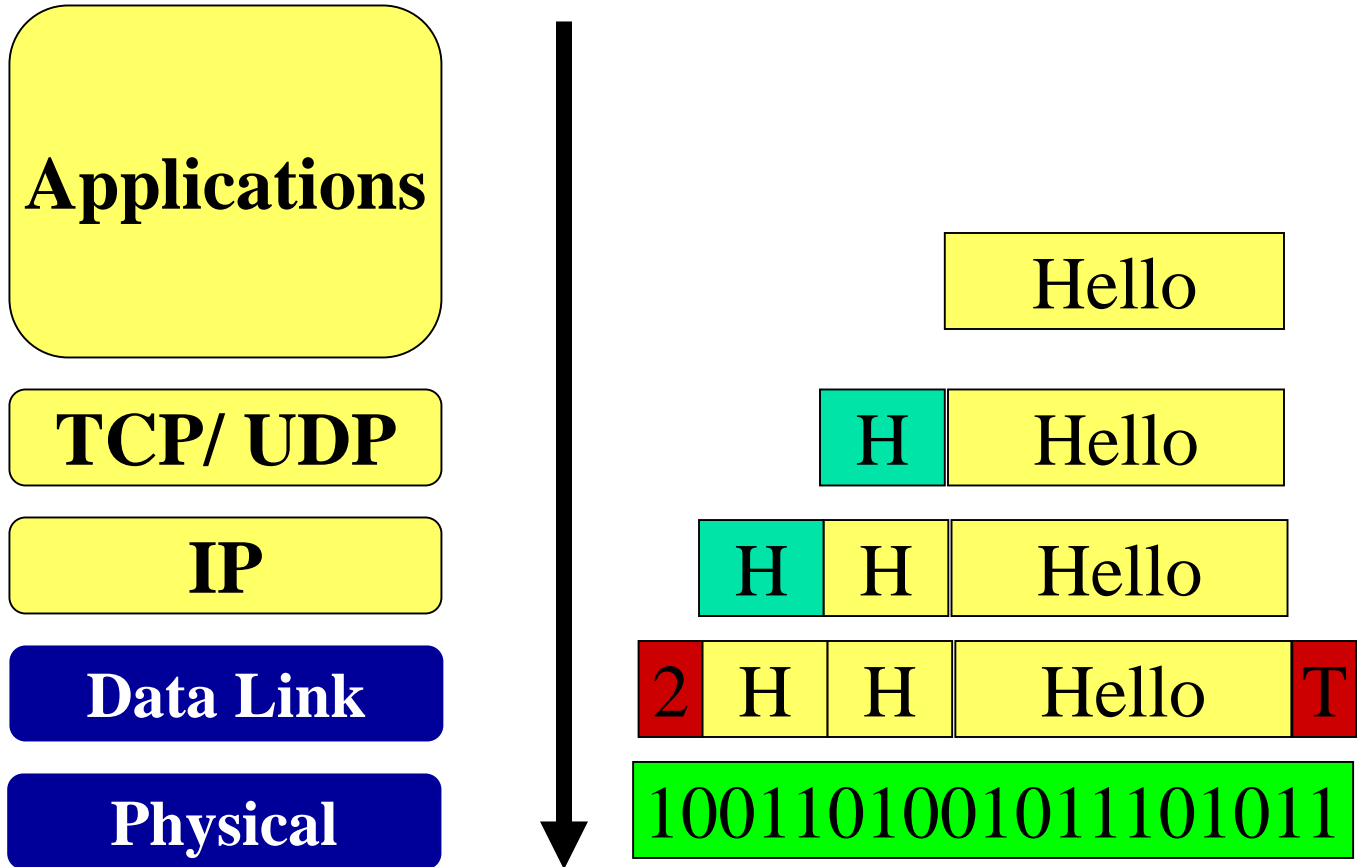 Applications
Hello
TCP/ UDP
H Hello
IP
H H Hello
Data Link
2 H H Hello T
Physical
1001101001011101011